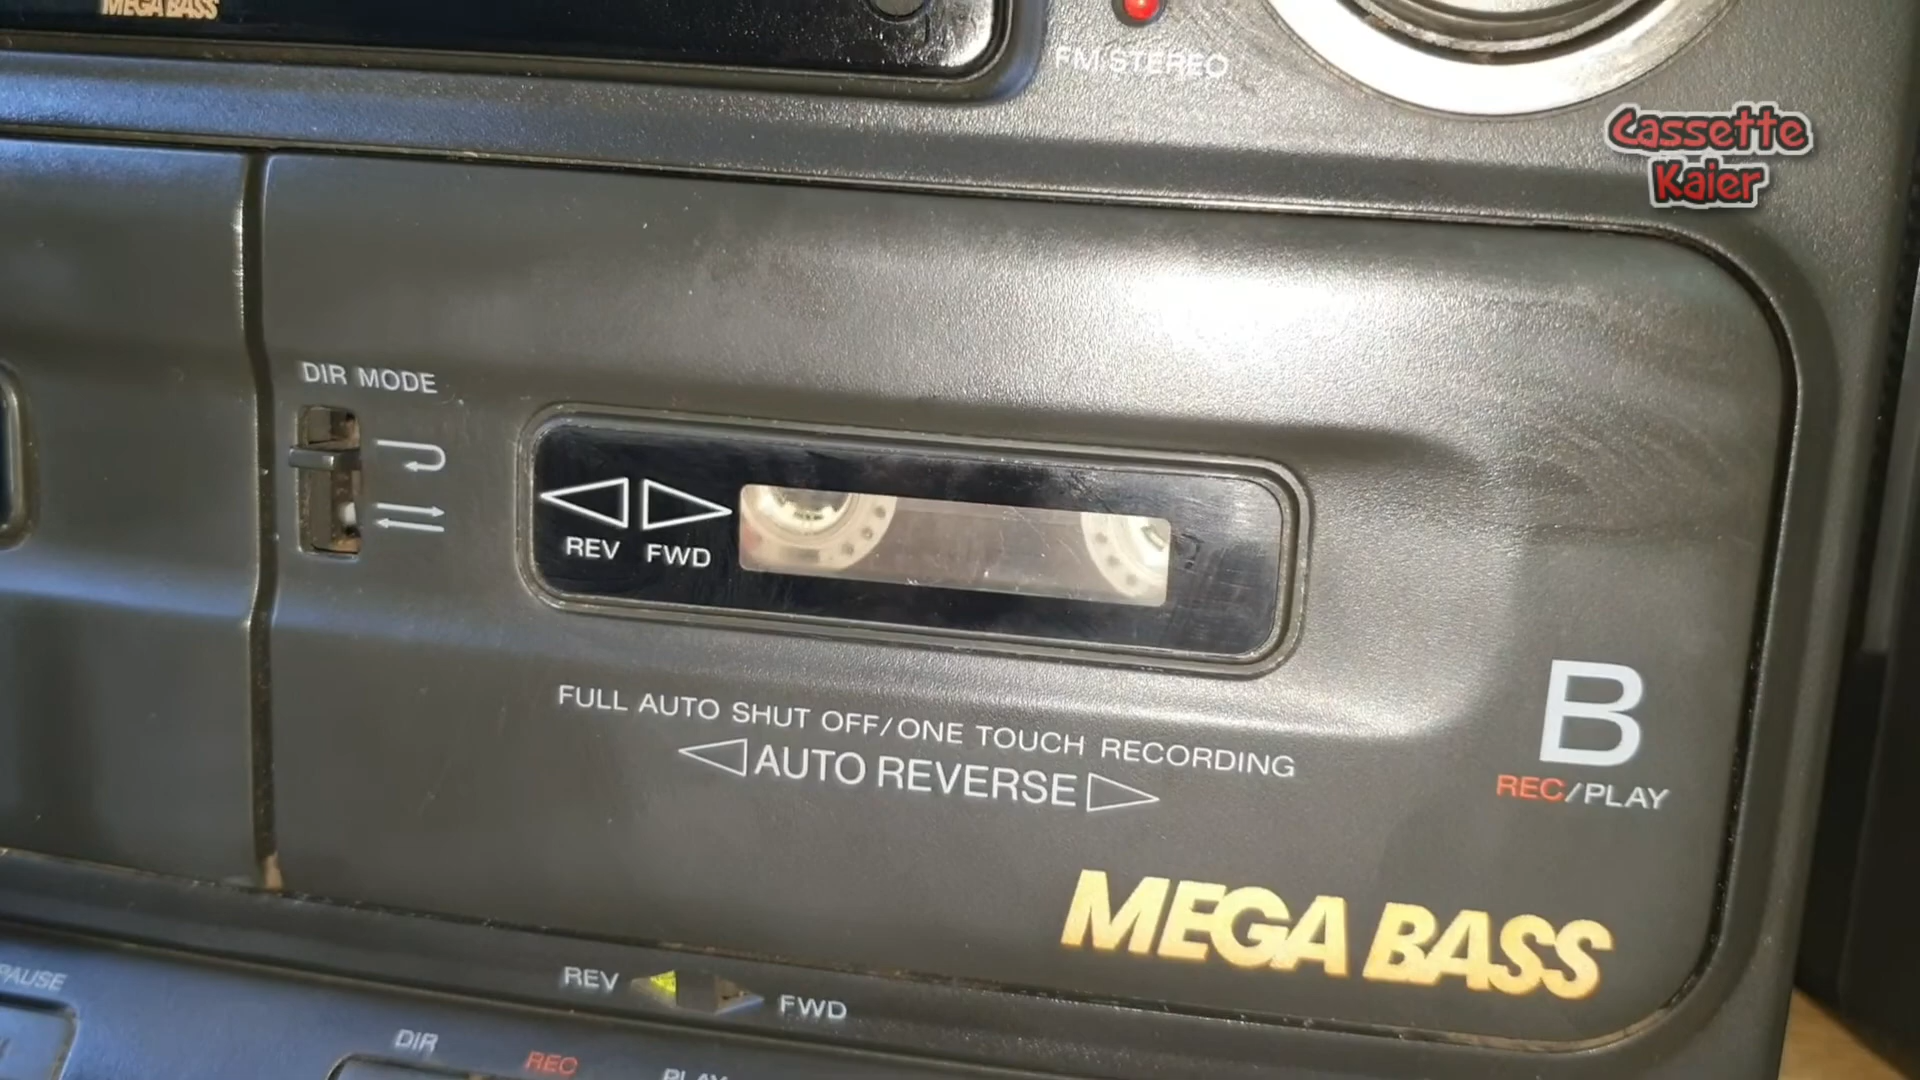 MEGA BASS
FM STEREO
Cassette
Kaier
DIR MODE
REV FWD
FULL AUTO SHUT OFF/ONE TOUCH RECORDING
AUTO REVERSE
B
REC/PLAY
MEGA BASS
REV FWD
PAUSE
DIR
REC
PLAY